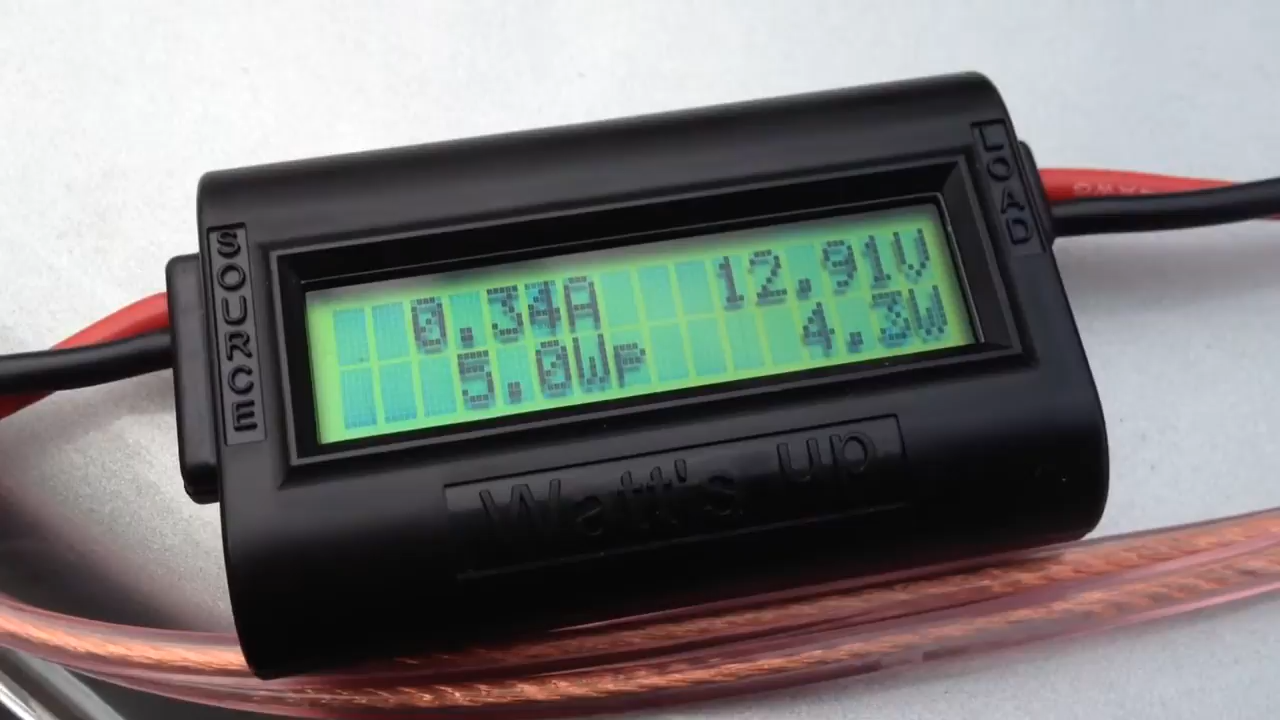 SOURCE
LOAD
0.34A 12.91V
5.0Wp 4.3W
Watt's up